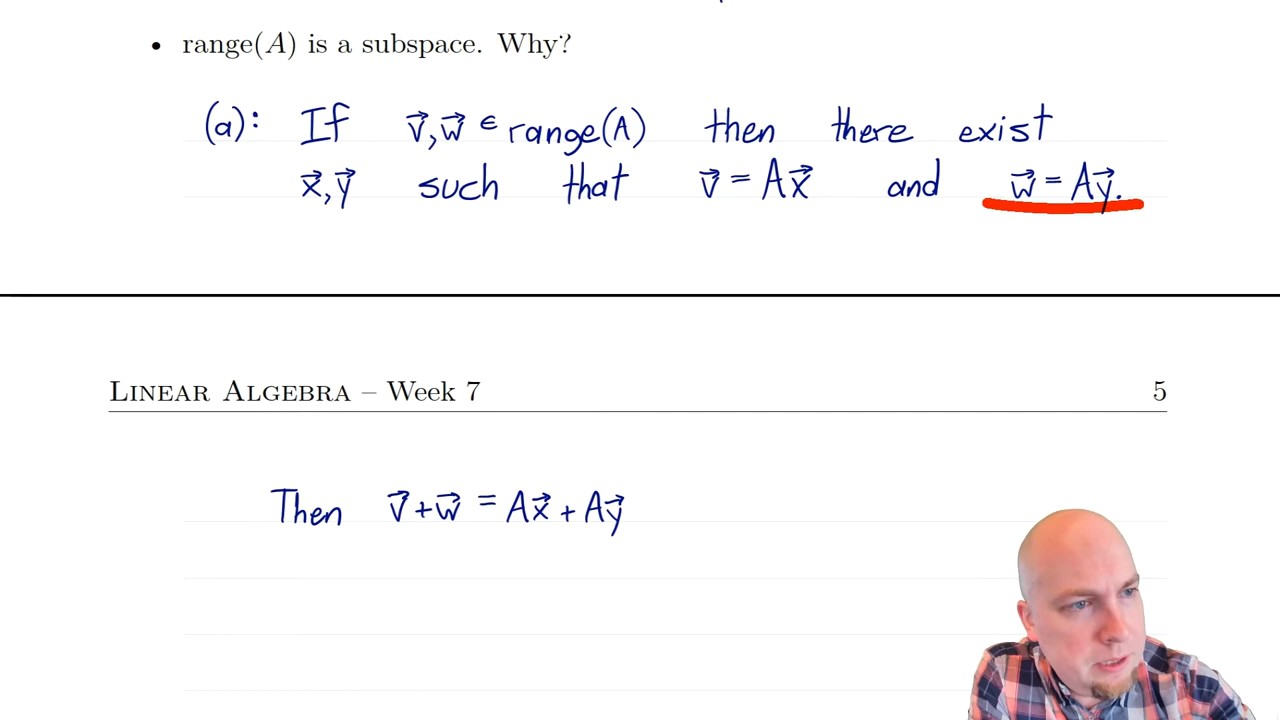 • range(A) is a subspace. Why?
(a): If v⃗, w⃗ ∈ range(A) then there exist
x⃗, y⃗ such that v⃗ = Ax⃗ and w⃗ = Ay⃗.
LINEAR ALGEBRA – Week 7 5
Then v⃗ + w⃗ = Ax⃗ + Ay⃗